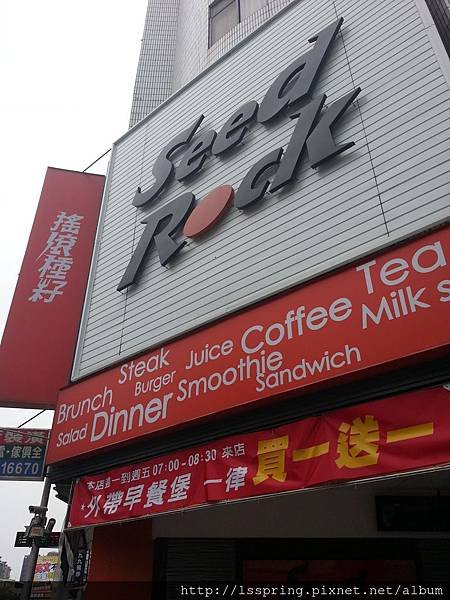 Seed
Rock
搖滾種籽
Brunch Steak Juice Coffee Tea
Salad Dinner Burger Smoothie Sandwich Milk s
本店週一到週五 07:00-08:30 來店
*外帶早餐堡 一律 買一送一
16670
http://lsspring.pixnet.net/album